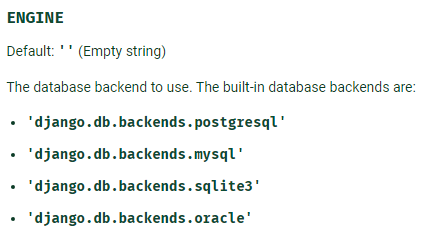 ENGINE
Default: '' (Empty string)
The database backend to use. The built-in database backends are:
• 'django.db.backends.postgresql'
• 'django.db.backends.mysql'
• 'django.db.backends.sqlite3'
• 'django.db.backends.oracle'